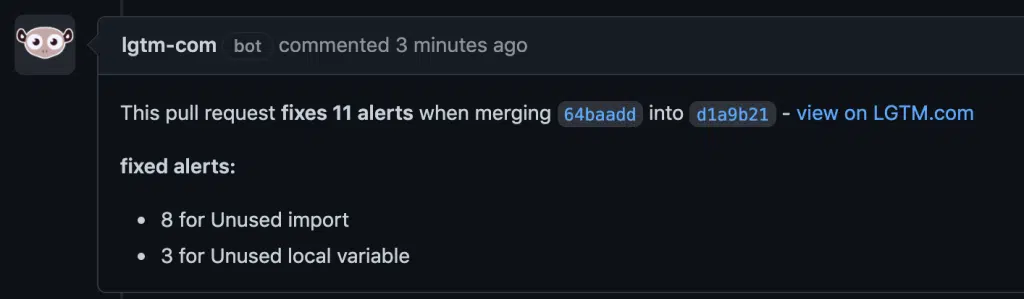 lgtm-com bot commented 3 minutes ago
This pull request fixes 11 alerts when merging 64baadd into d1a9b21 - view on LGTM.com
fixed alerts:
• 8 for Unused import
• 3 for Unused local variable